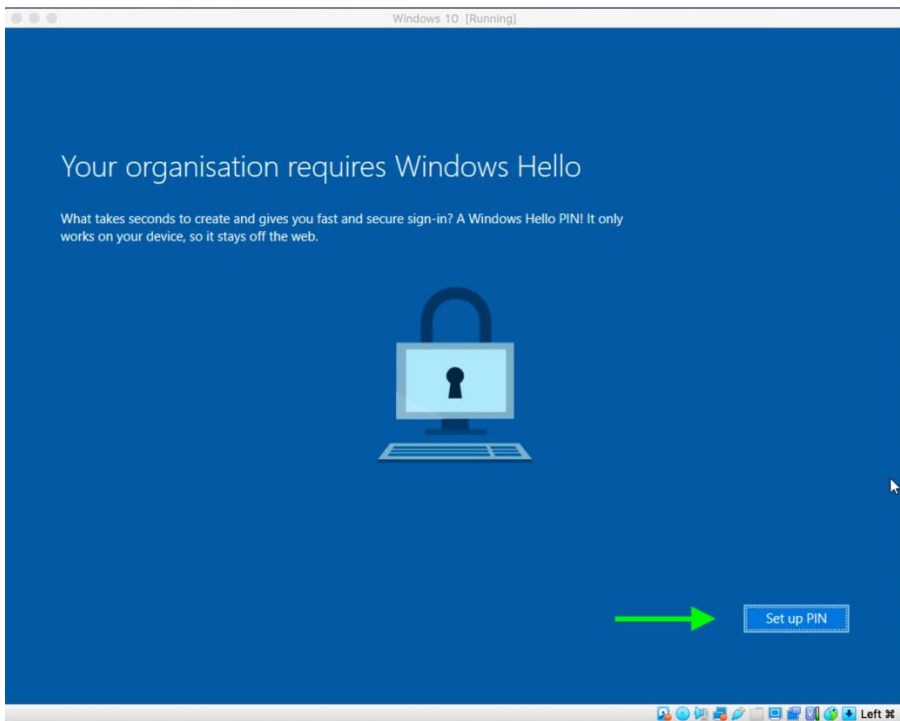 Windows 10 [Running]
Your organisation requires Windows Hello
What takes seconds to create and gives you fast and secure sign-in? A Windows Hello PIN! It only
works on your device, so it stays off the web.
Set up PIN
Left ⌘